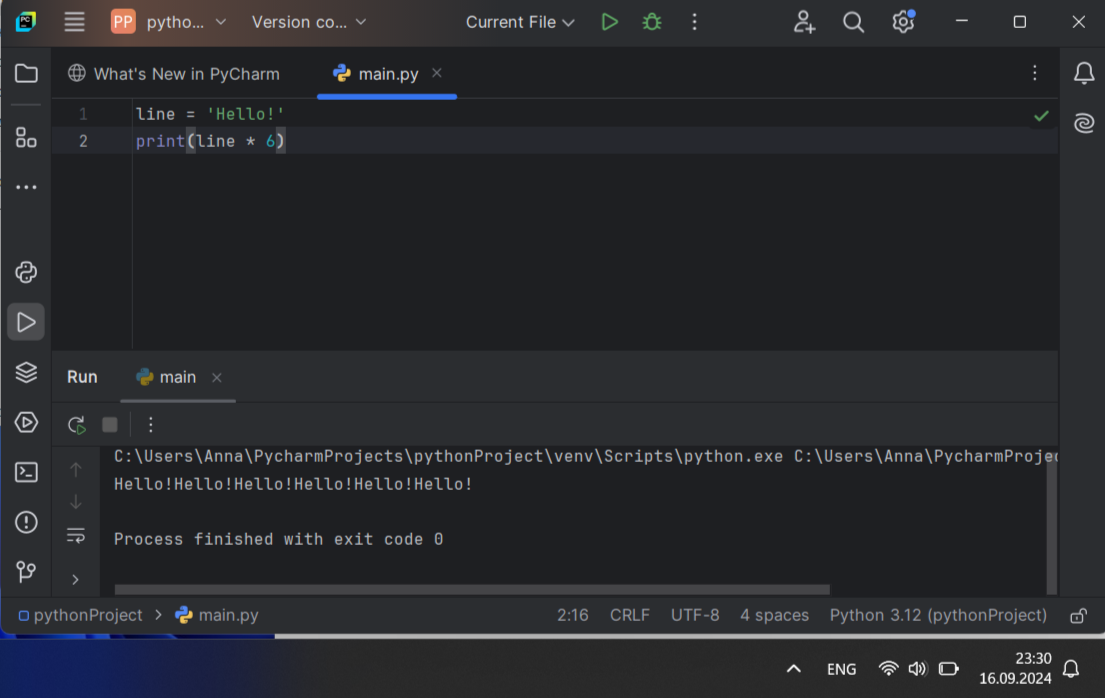 PC
PP pytho... Version co... Current File
What's New in PyCharm main.py
1 line = 'Hello!'
2 print(line * 6)
Run main
C:\Users\Anna\PycharmProjects\pythonProject\venv\Scripts\python.exe C:\Users\Anna\PycharmProjec
Hello!Hello!Hello!Hello!Hello!Hello!
Process finished with exit code 0
pythonProject > main.py 2:16 CRLF UTF-8 4 spaces Python 3.12 (pythonProject)
ENG 23:30
16.09.2024